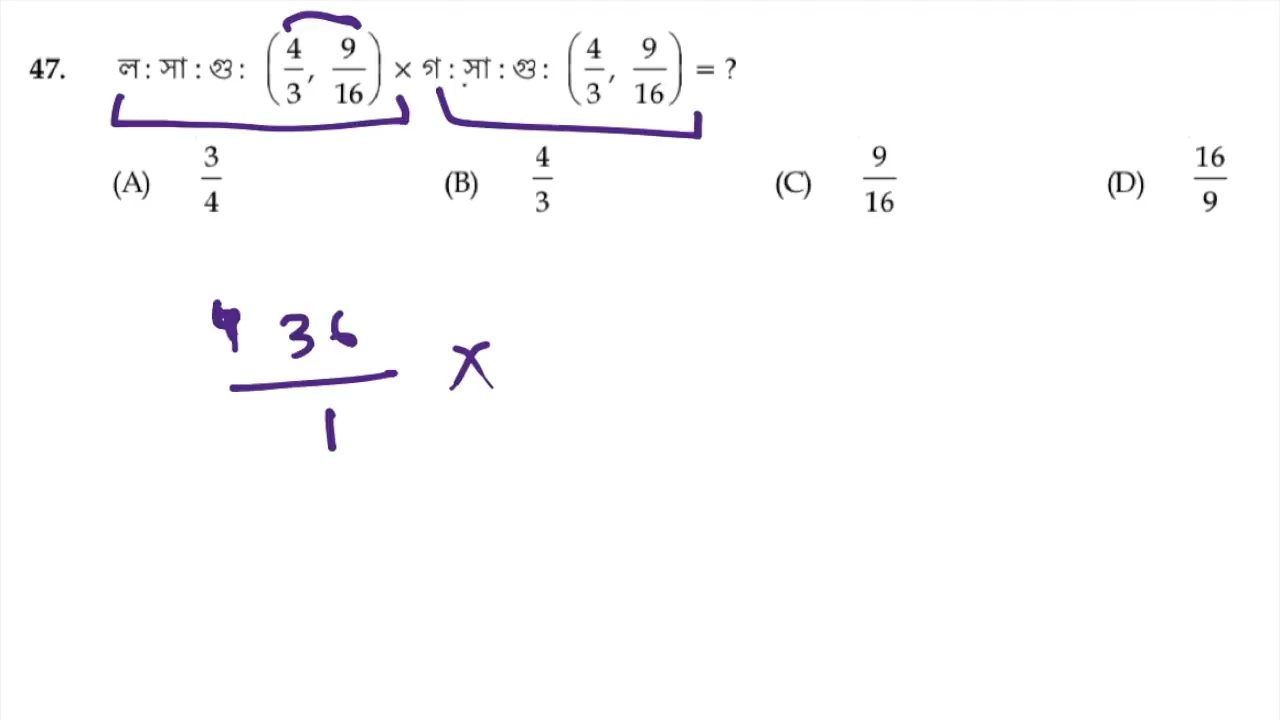 47. ল : সা : গু : (4/3, 9/16) × গ : সা : গু : (4/3, 9/16) = ?
(A) 3/4 (B) 4/3 (C) 9/16 (D) 16/9
36 ×
1